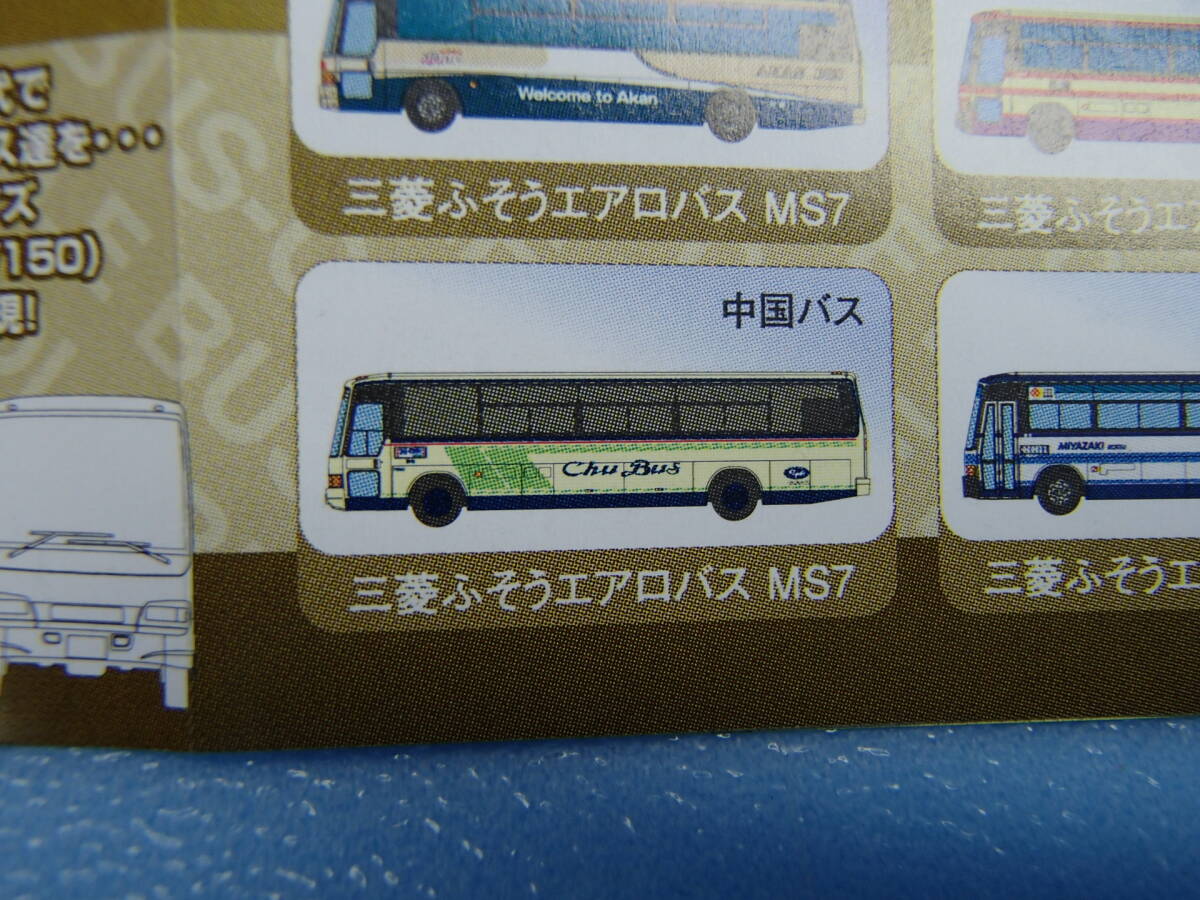 で
達を・・・
ズ
/150)
現!
Welcome to Akan
三菱ふそうエアロバス MS7
三菱ふそうエ
中国バス
Chu Bus
三菱ふそうエアロバス MS7
MIYAZAKI
三菱ふそうエ